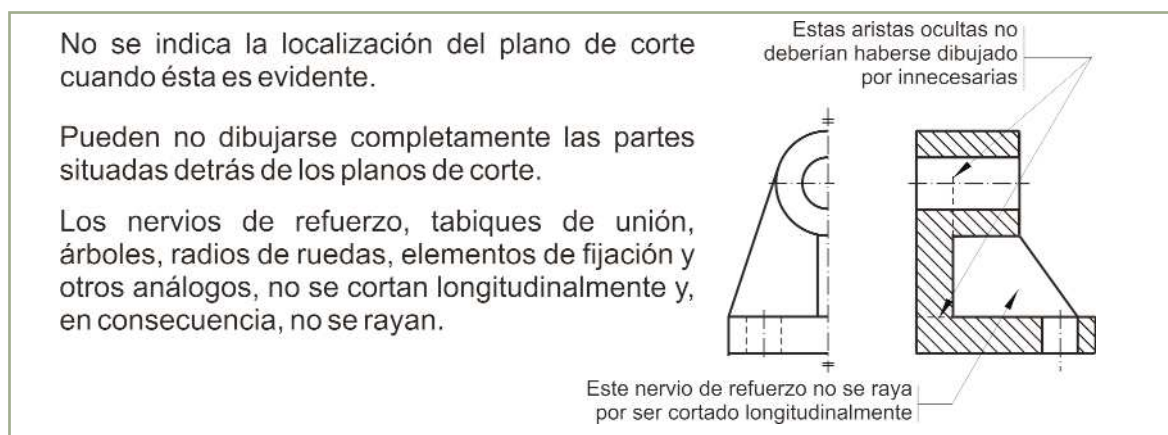 No se indica la localización del plano de corte
cuando ésta es evidente.
Pueden no dibujarse completamente las partes
situadas detrás de los planos de corte.
Los nervios de refuerzo, tabiques de unión,
árboles, radios de ruedas, elementos de fijación y
otros análogos, no se cortan longitudinalmente y,
en consecuencia, no se rayan.
Estas aristas ocultas no
deberían haberse dibujado
por innecesarias
Este nervio de refuerzo no se raya
por ser cortado longitudinalmente